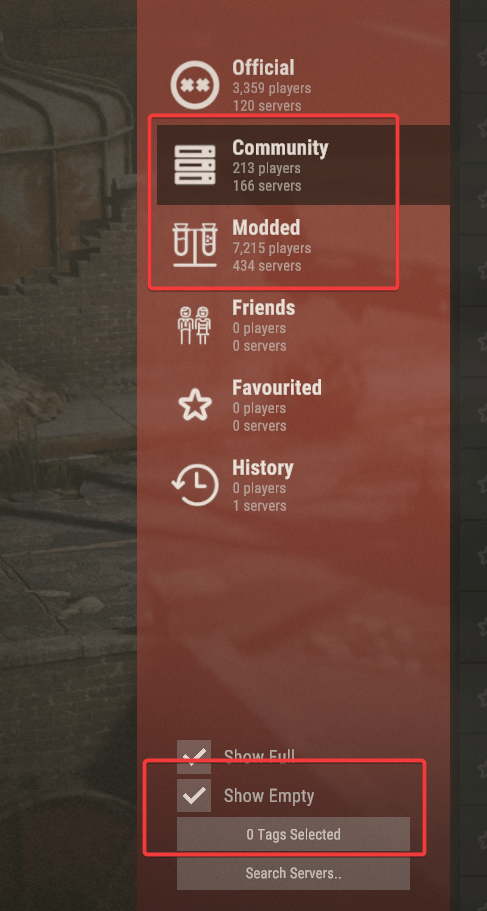 Official
3,359 players
120 servers
Community
213 players
166 servers
Modded
7,215 players
434 servers
Friends
0 players
0 servers
Favourited
0 players
0 servers
History
0 players
1 servers
Show Full
Show Empty
0 Tags Selected
Search Servers..